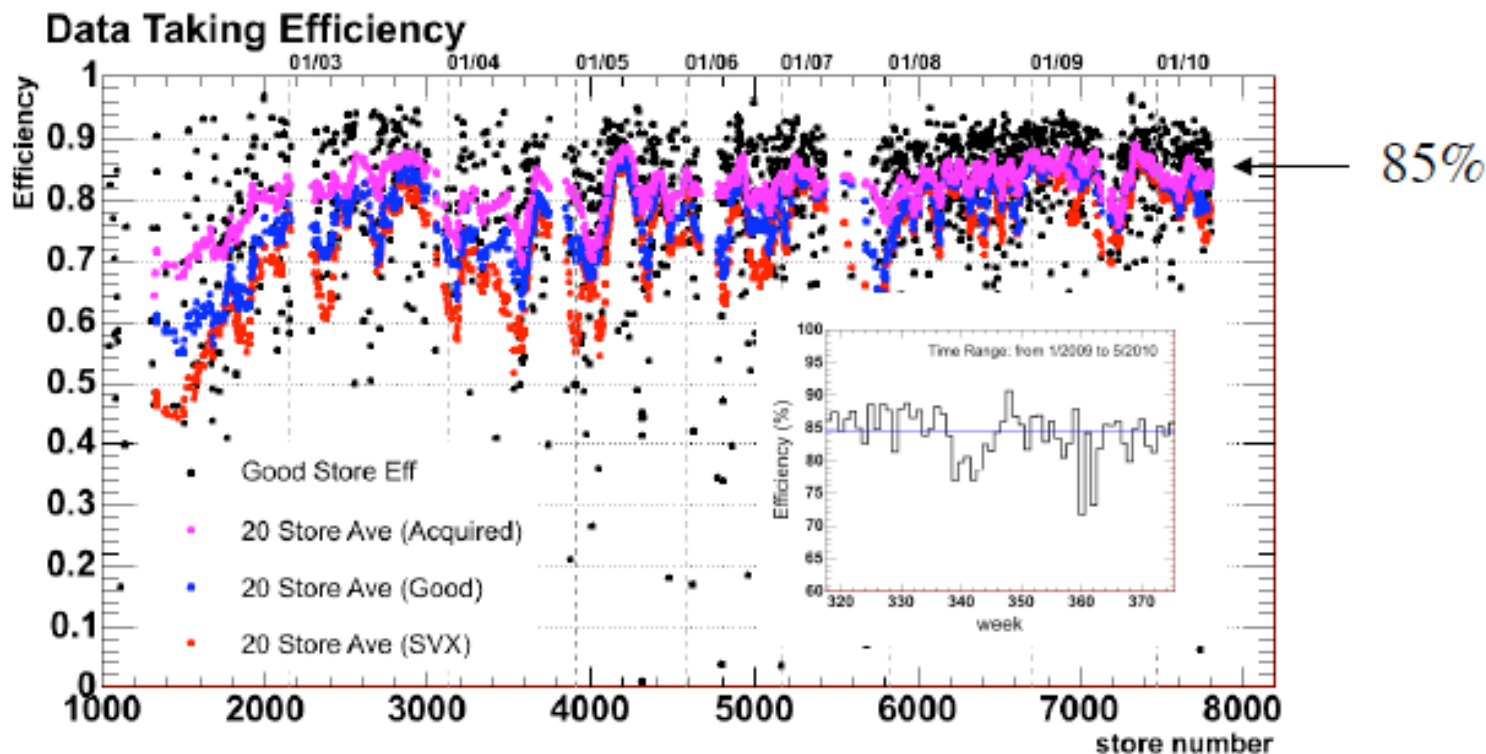 Data Taking Efficiency
01/03 01/04 01/05 01/06 01/07 01/08 01/09 01/10
Efficiency
1
0.9
0.8
0.7
0.6
0.5
0.4
0.3
0.2
0.1
0
85%
Good Store Eff
20 Store Ave (Acquired)
20 Store Ave (Good)
20 Store Ave (SVX)
Time Range: from 1/2009 to 5/2010
Efficiency (%)
100
95
90
85
80
75
70
65
60
320 330 340 350 360 370
week
1000 2000 3000 4000 5000 6000 7000 8000
store number